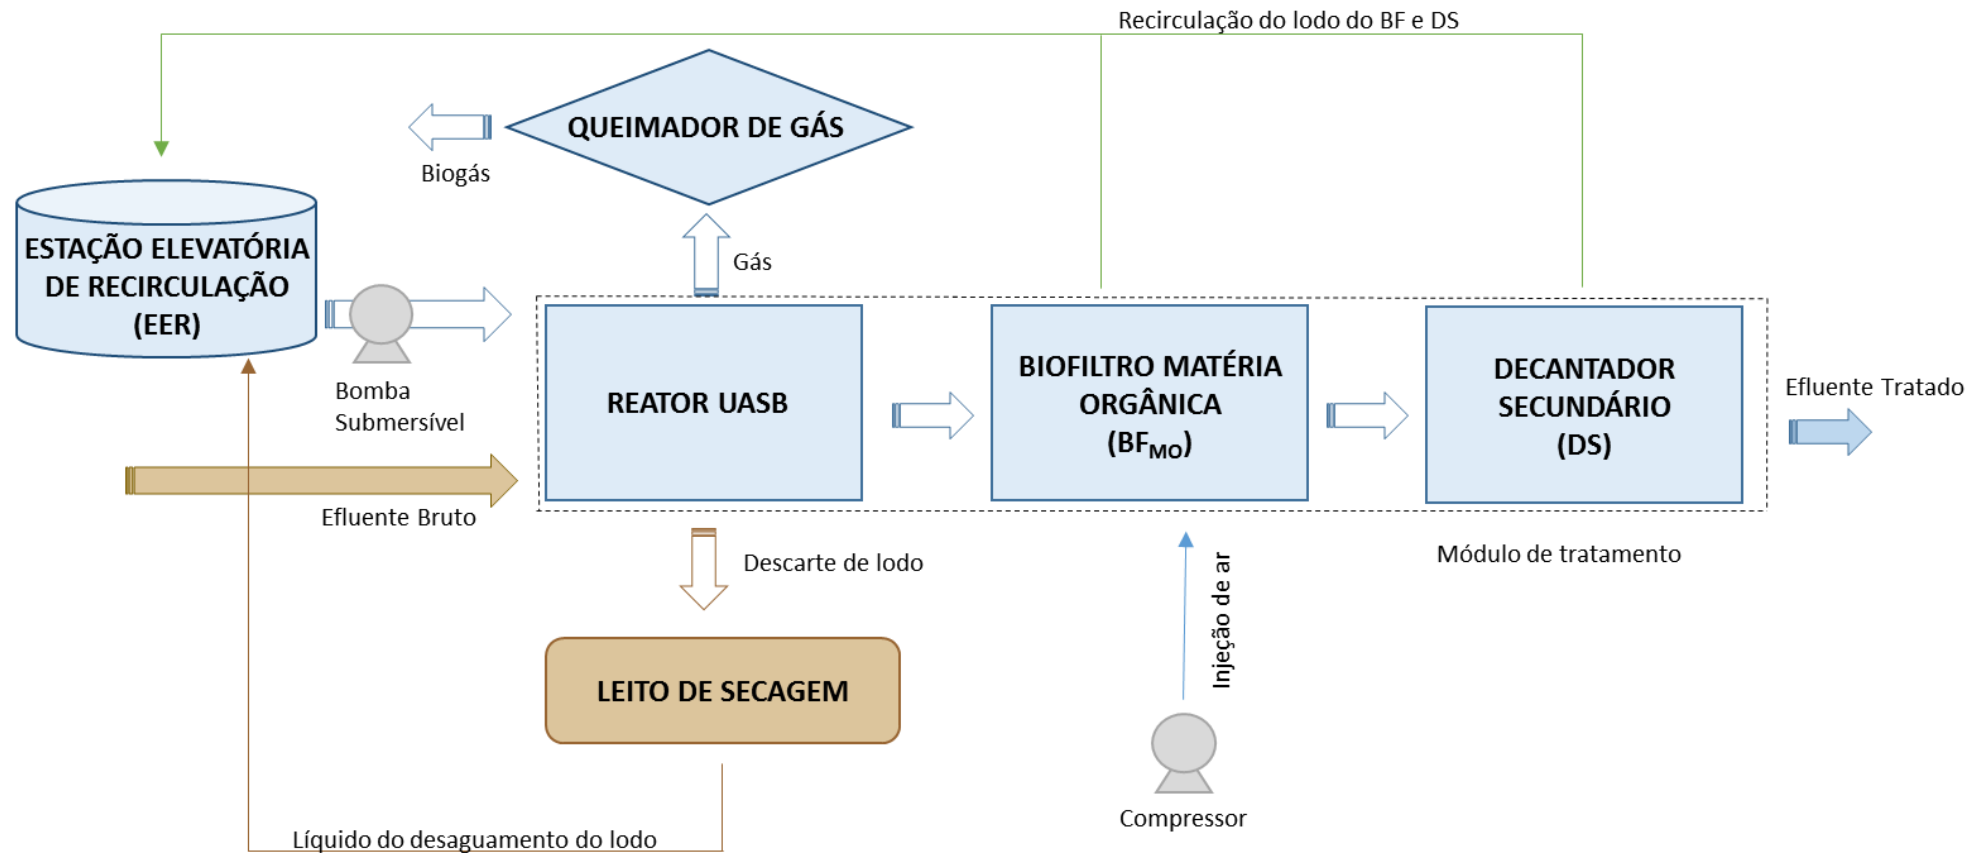 Recirculação do lodo do BF e DS
QUEIMADOR DE GÁS
Biogás
ESTAÇÃO ELEVATÓRIA
DE RECIRCULAÇÃO
(EER)
Gás
Bomba
Submersível
REATOR UASB
BIOFILTRO MATÉRIA
ORGÂNICA
(BFMO)
DECANTADOR
SECUNDÁRIO
(DS)
Efluente Tratado
Efluente Bruto
Descarte de lodo
Injeção de ar
Módulo de tratamento
LEITO DE SECAGEM
Compressor
Líquido do desaguamento do lodo